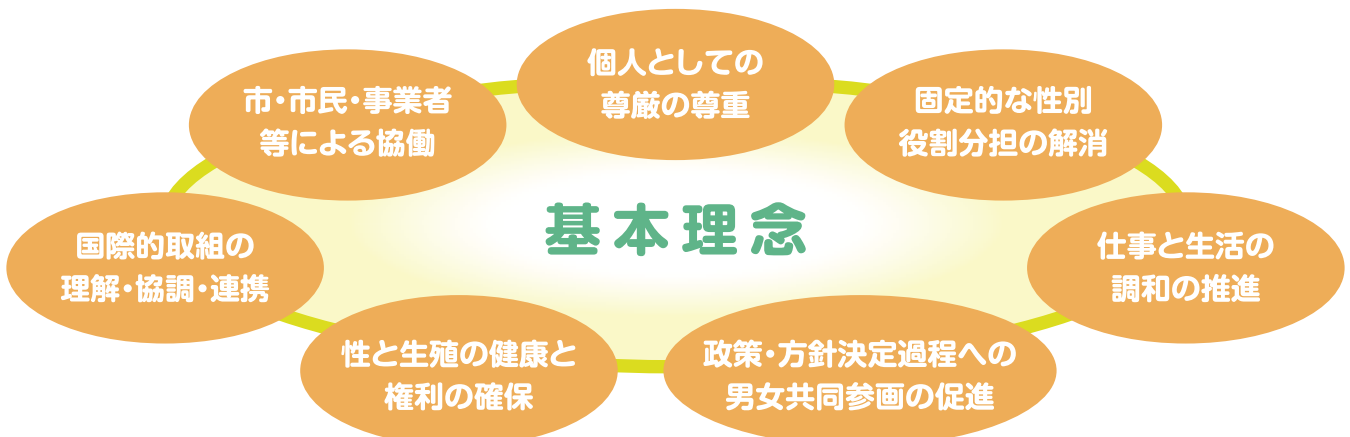 個人としての
尊厳の尊重
固定的な性別
役割分担の解消
仕事と生活の
調和の推進
政策・方針決定過程への
男女共同参画の促進
性と生殖の健康と
権利の確保
国際的取組の
理解・協調・連携
市・市民・事業者
等による協働
基本理念